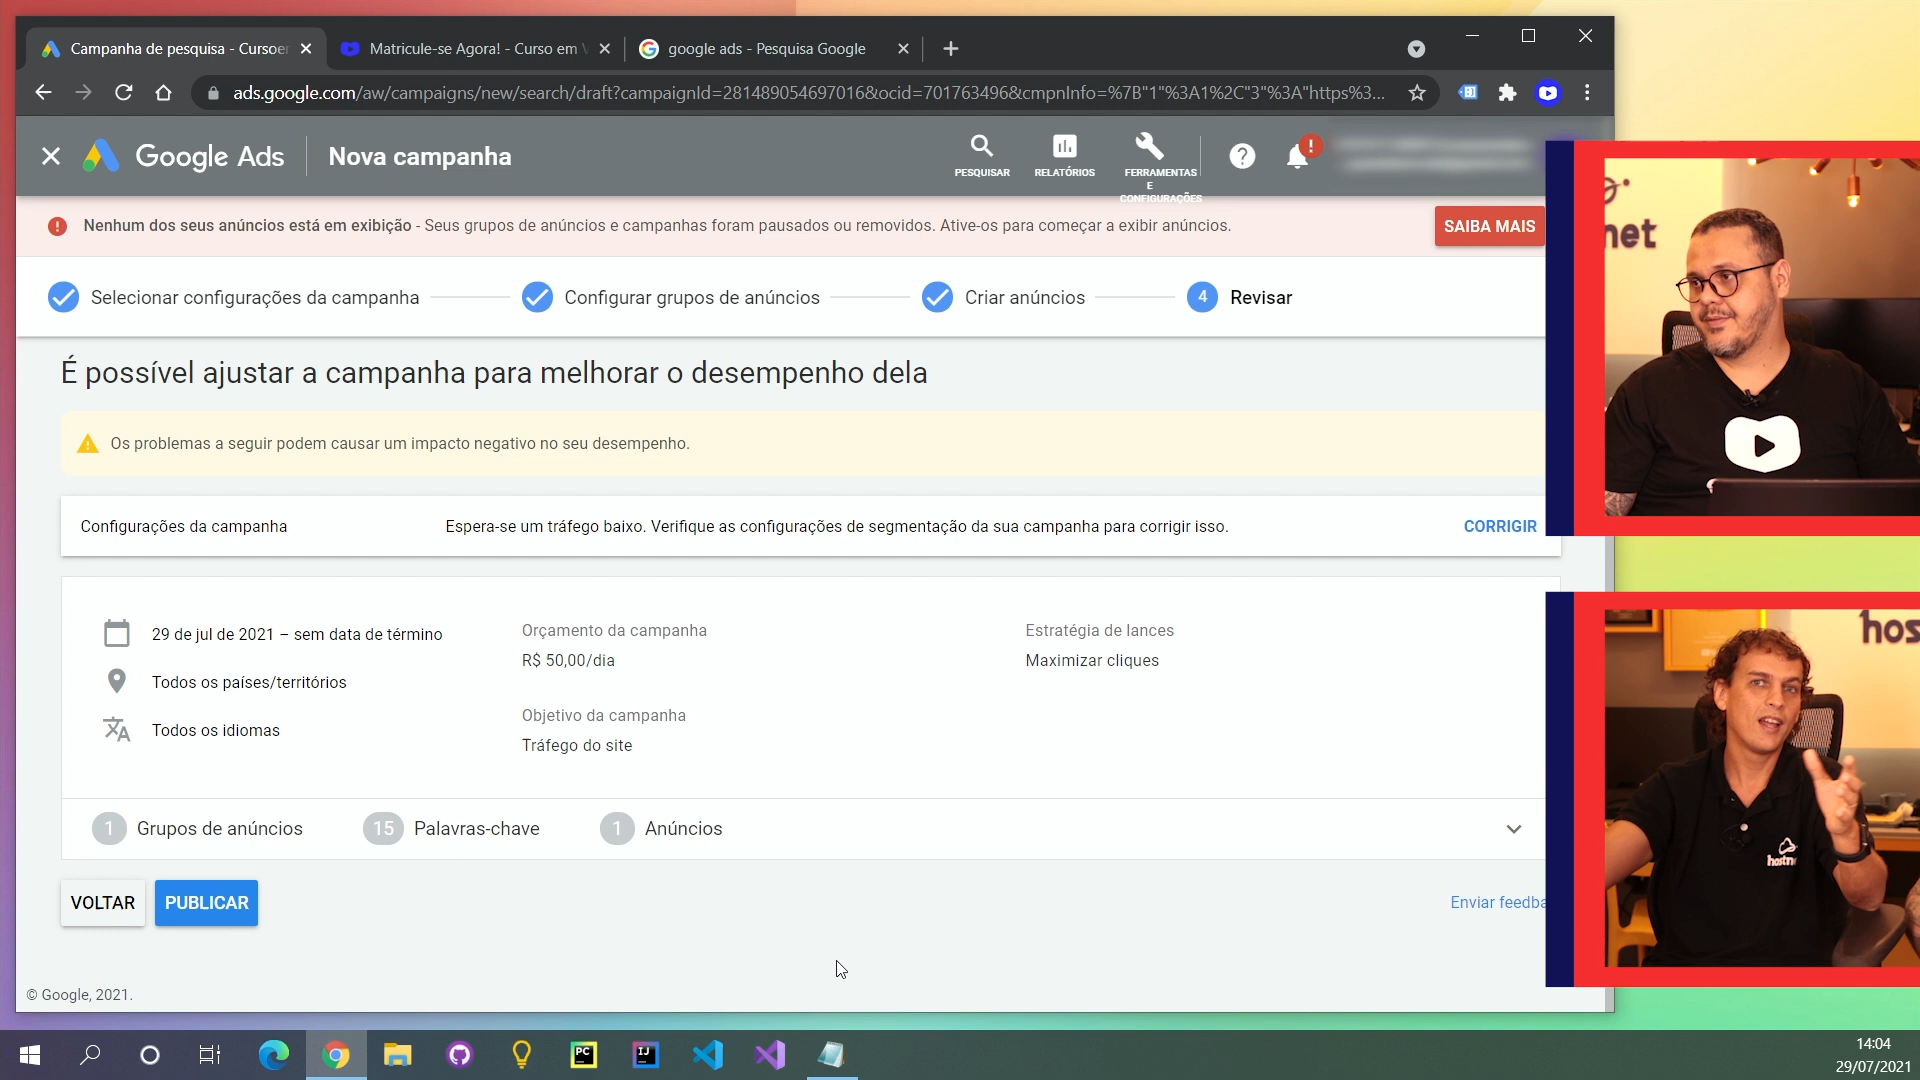 Campanha de pesquisa - Cursoe
Matricule-se Agora! - Curso em V
google ads - Pesquisa Google
ads.google.com/aw/campaigns/new/search/draft?campaignId=281489054697016&ocid=701763496&cmpnInfo=%7B"1"%3A1%2C"3"%3A"https%3...
Google Ads
Nova campanha
PESQUISAR
RELATÓRIOS
FERRAMENTAS
E
CONFIGURAÇÕES
Nenhum dos seus anúncios está em exibição - Seus grupos de anúncios e campanhas foram pausados ou removidos. Ative-os para começar a exibir anúncios.
SAIBA MAIS
Selecionar configurações da campanha
Configurar grupos de anúncios
Criar anúncios
4 Revisar
É possível ajustar a campanha para melhorar o desempenho dela
Os problemas a seguir podem causar um impacto negativo no seu desempenho.
Configurações da campanha
Espera-se um tráfego baixo. Verifique as configurações de segmentação da sua campanha para corrigir isso.
CORRIGIR
29 de jul de 2021 – sem data de término
Todos os países/territórios
Todos os idiomas
Orçamento da campanha
R$ 50,00/dia
Objetivo da campanha
Tráfego do site
Estratégia de lances
Maximizar cliques
1 Grupos de anúncios
15 Palavras-chave
1 Anúncios
VOLTAR
PUBLICAR
Enviar feedba
© Google, 2021.
net
hos
hostn
PC
IJ
14:04
29/07/2021